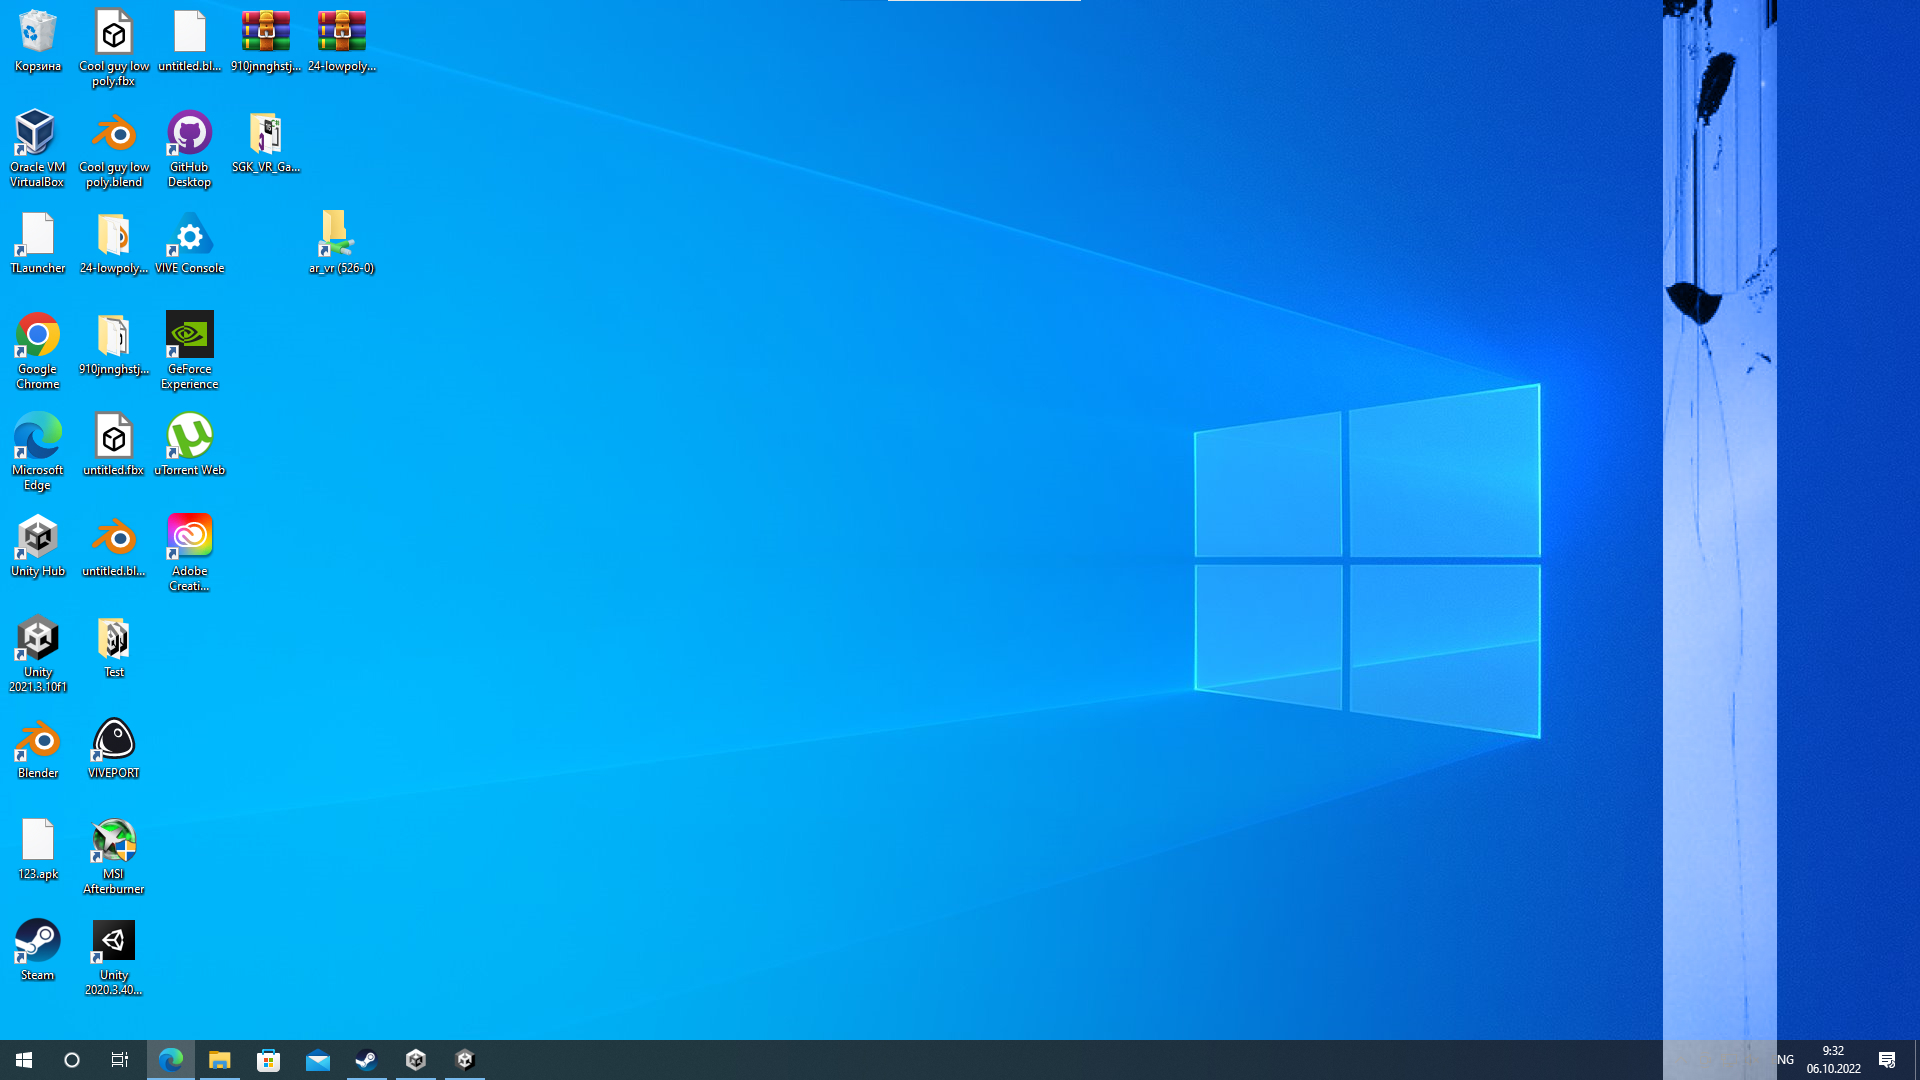 Корзина
Cool guy low
poly.fbx
untitled.bl...
910jnnghstj...
24-lowpoly...
Oracle VM
VirtualBox
Cool guy low
poly.blend
GitHub
Desktop
SGK_VR_Ga...
TLauncher
24-lowpoly...
VIVE Console
ar_vr (526-0)
Google
Chrome
910jnnghstj...
GeForce
Experience
Microsoft
Edge
untitled.fbx
uTorrent Web
Unity Hub
untitled.bl...
Adobe
Creati...
Unity
2021.3.10f1
Test
Blender
VIVEPORT
123.apk
MSI
Afterburner
Steam
Unity
2020.3.40...
NG
9:32
06.10.2022